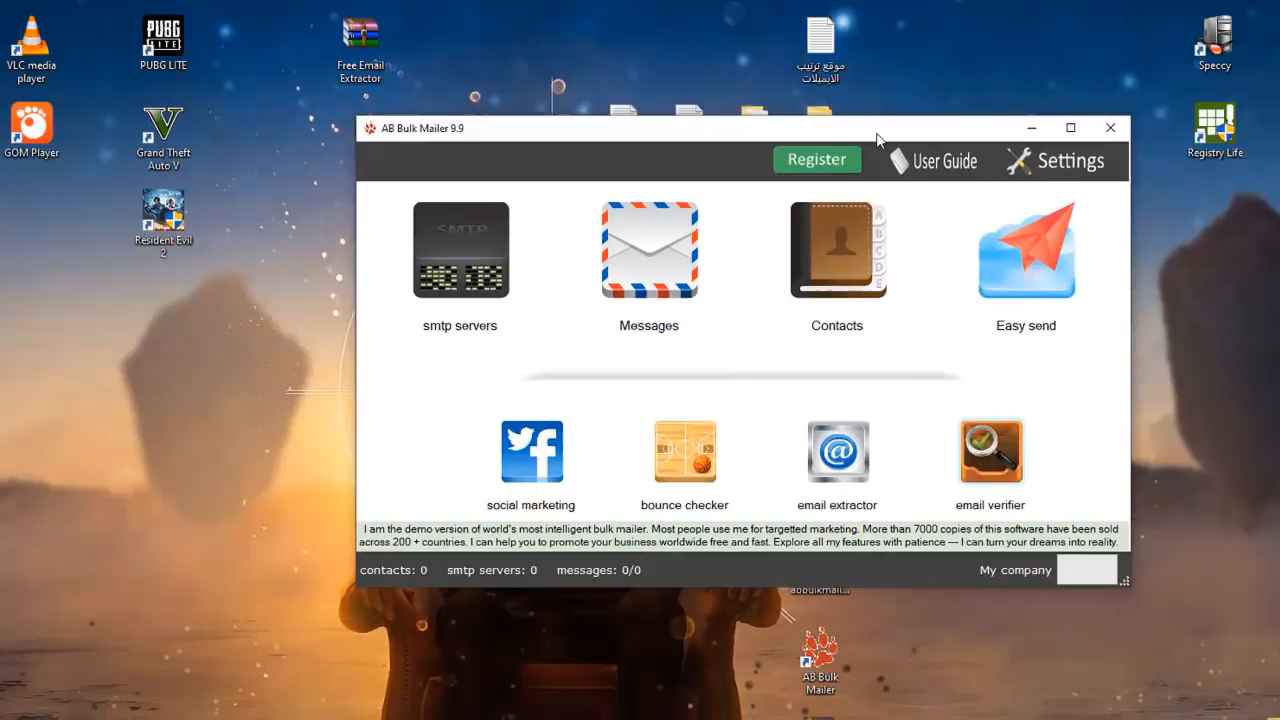 VLC media
player
PUBG
LITE
PUBG LITE
Free Email
Extractor
موقع ترتيب
الايميلات
Speccy
GOM Player
Grand Theft
Auto V
Registry Life
Resident Evil
2
AB Bulk Mailer 9.9
Register
User Guide
Settings
SMTP
A
B
C
D
E
smtp servers
Messages
Contacts
Easy send
social marketing
bounce checker
email extractor
email verifier
I am the demo version of world's most intelligent bulk mailer. Most people use me for targetted marketing. More than 7000 copies of this software have been sold
across 200 + countries. I can help you to promote your business worldwide free and fast. Explore all my features with patience --- I can turn your dreams into reality.
contacts: 0
smtp servers: 0
messages: 0/0
My company
abbulkmail...
AB Bulk
Mailer